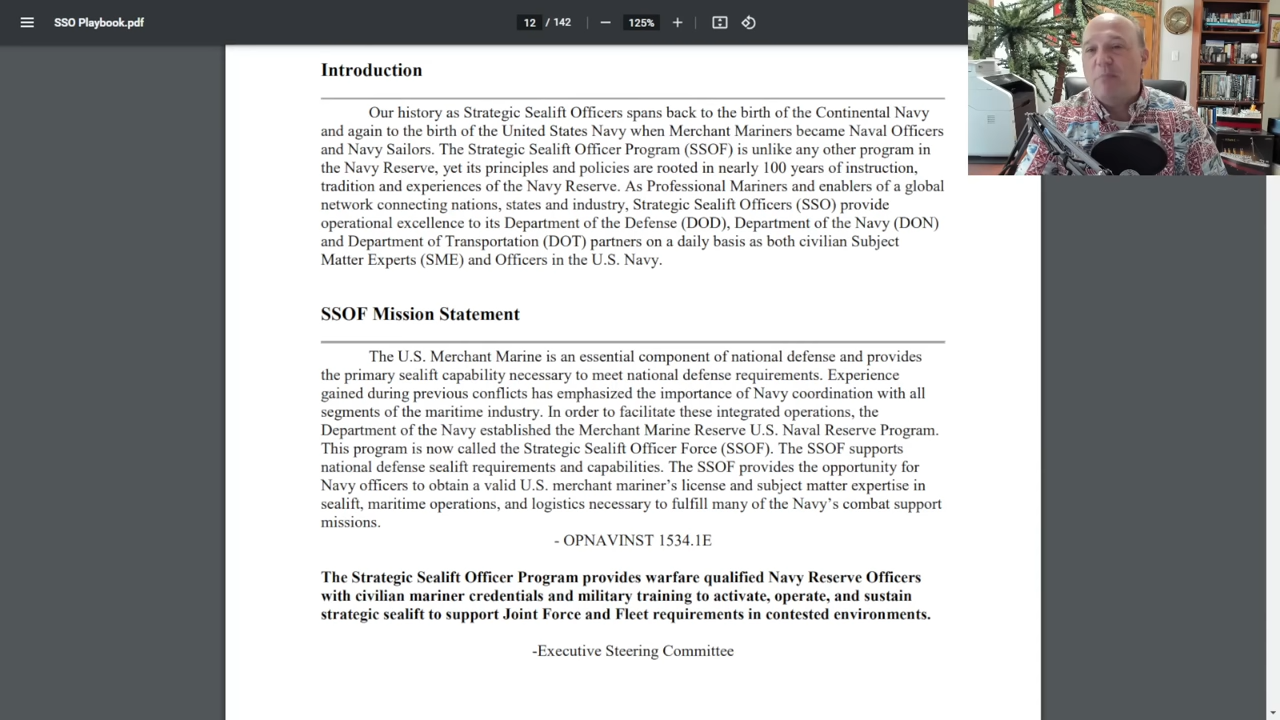 SSO Playbook.pdf
12 / 142
125%
Introduction
Our history as Strategic Sealift Officers spans back to the birth of the Continental Navy
and again to the birth of the United States Navy when Merchant Mariners became Naval Officers
and Navy Sailors. The Strategic Sealift Officer Program (SSOF) is unlike any other program in
the Navy Reserve, yet its principles and policies are rooted in nearly 100 years of instruction,
tradition and experiences of the Navy Reserve. As Professional Mariners and enablers of a global
network connecting nations, states and industry, Strategic Sealift Officers (SSO) provide
operational excellence to its Department of the Defense (DOD), Department of the Navy (DON)
and Department of Transportation (DOT) partners on a daily basis as both civilian Subject
Matter Experts (SME) and Officers in the U.S. Navy.
SSOF Mission Statement
The U.S. Merchant Marine is an essential component of national defense and provides
the primary sealift capability necessary to meet national defense requirements. Experience
gained during previous conflicts has emphasized the importance of Navy coordination with all
segments of the maritime industry. In order to facilitate these integrated operations, the
Department of the Navy established the Merchant Marine Reserve U.S. Naval Reserve Program.
This program is now called the Strategic Sealift Officer Force (SSOF). The SSOF supports
national defense sealift requirements and capabilities. The SSOF provides the opportunity for
Navy officers to obtain a valid U.S. merchant mariner’s license and subject matter expertise in
sealift, maritime operations, and logistics necessary to fulfill many of the Navy’s combat support
missions.
- OPNAVINST 1534.1E
The Strategic Sealift Officer Program provides warfare qualified Navy Reserve Officers
with civilian mariner credentials and military training to activate, operate, and sustain
strategic sealift to support Joint Force and Fleet requirements in contested environments.
-Executive Steering Committee